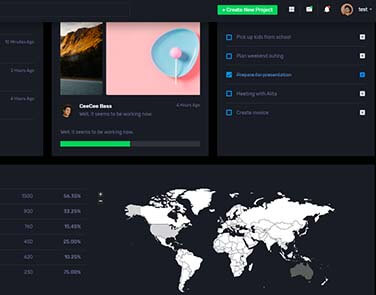 + Create New Project
test
10 Minutes Ago
3 Hours Ago
4 Hours Ago
CeeCee Bass
4 Hours Ago
Well, it seems to be working now.
Well, it seems to be working now.
Pick up kids from school
Plan weekend outing
Prepare for presentation
Meeting with Alita
Create invoice
1500 56.35%
800 33.25%
760 15.45%
450 25.00%
620 10.25%
230 75.00%
+
−